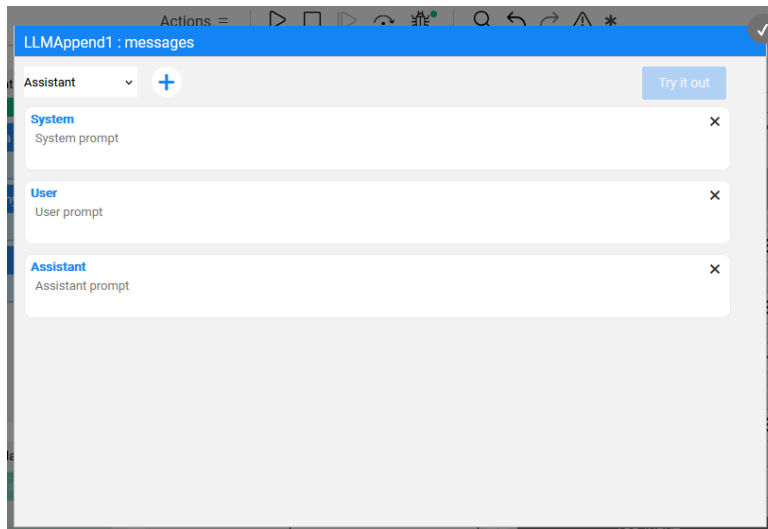 Actions =
LLMAppend1 : messages
Assistant
Try it out
System
System prompt
User
User prompt
Assistant
Assistant prompt